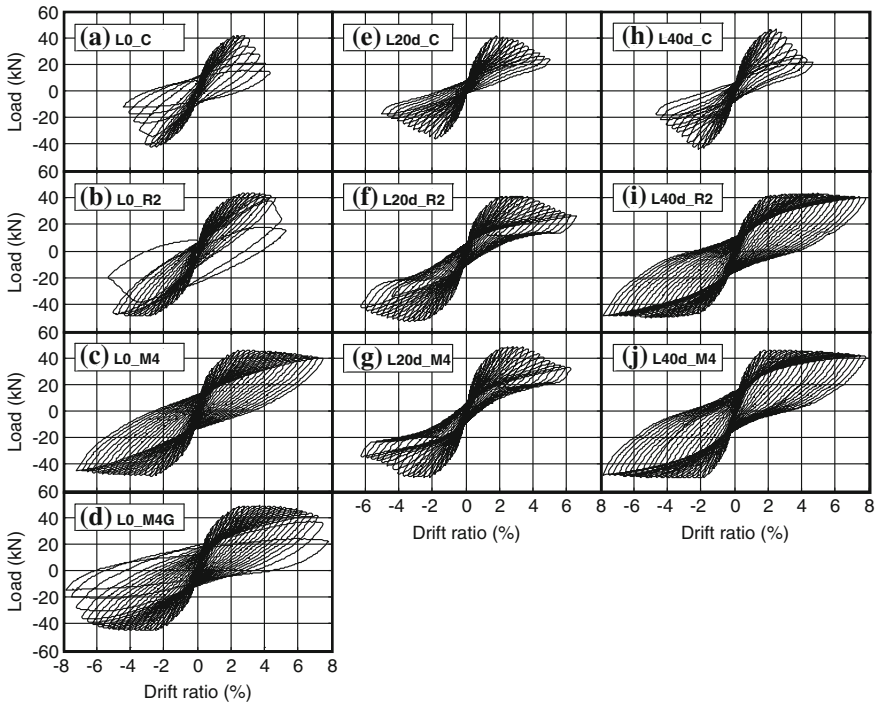 60
40
20
0
-20
-40
60
40
20
0
-20
-40
60
40
20
0
-20
-40
60
40
20
0
-20
-40
-60
Load (kN)
Load (kN)
Load (kN)
Load (kN)
(a) L0_C
(e) L20d_C
(h) L40d_C
(b) L0_R2
(f) L20d_R2
(i) L40d_R2
(c) L0_M4
(g) L20d_M4
(j) L40d_M4
(d) L0_M4G
-6 -4 -2 0 2 4 6
Drift ratio (%)
-8 -6 -4 -2 0 2 4 6 8
Drift ratio (%)
-8 -6 -4 -2 0 2 4 6 8
Drift ratio (%)